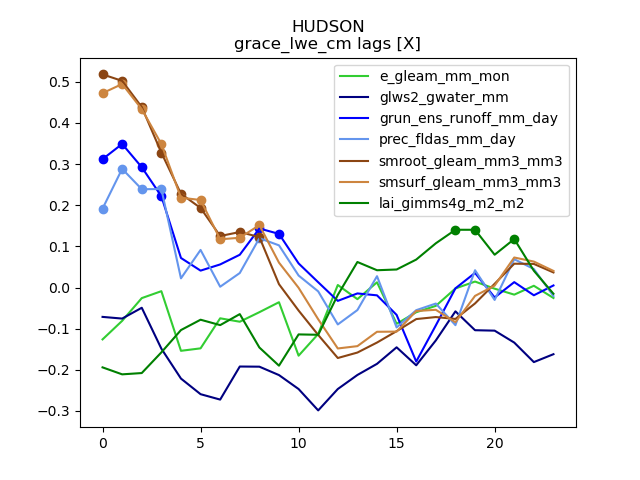 HUDSON
grace_lwe_cm lags [X]
e_gleam_mm_mon
glws2_gwater_mm
grun_ens_runoff_mm_day
prec_fldas_mm_day
smroot_gleam_mm3_mm3
smsurf_gleam_mm3_mm3
lai_gimms4g_m2_m2
0.5
0.4
0.3
0.2
0.1
0.0
−0.1
−0.2
−0.3
0 5 10 15 20